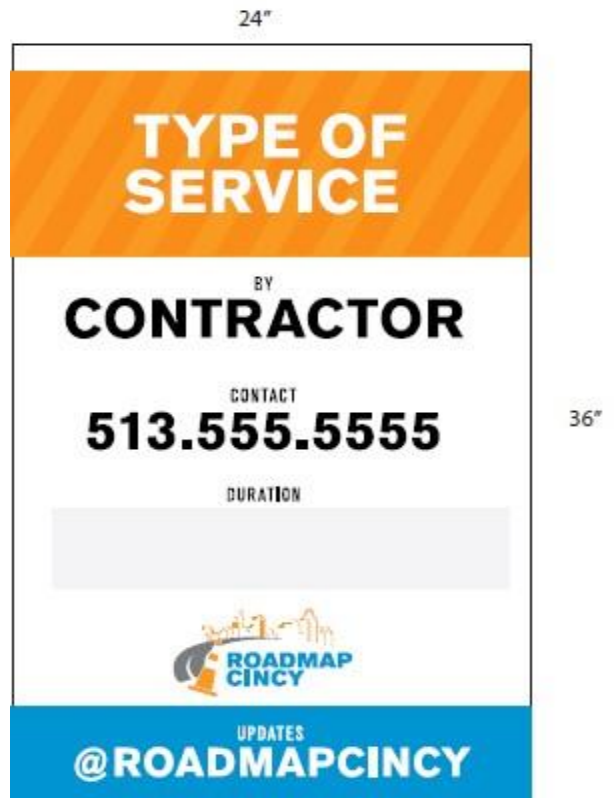 24"
TYPE OF
SERVICE
BY
CONTRACTOR
CONTACT
513.555.5555
36"
DURATION
ROADMAP
CINCY
UPDATES
@ROADMAPCINCY